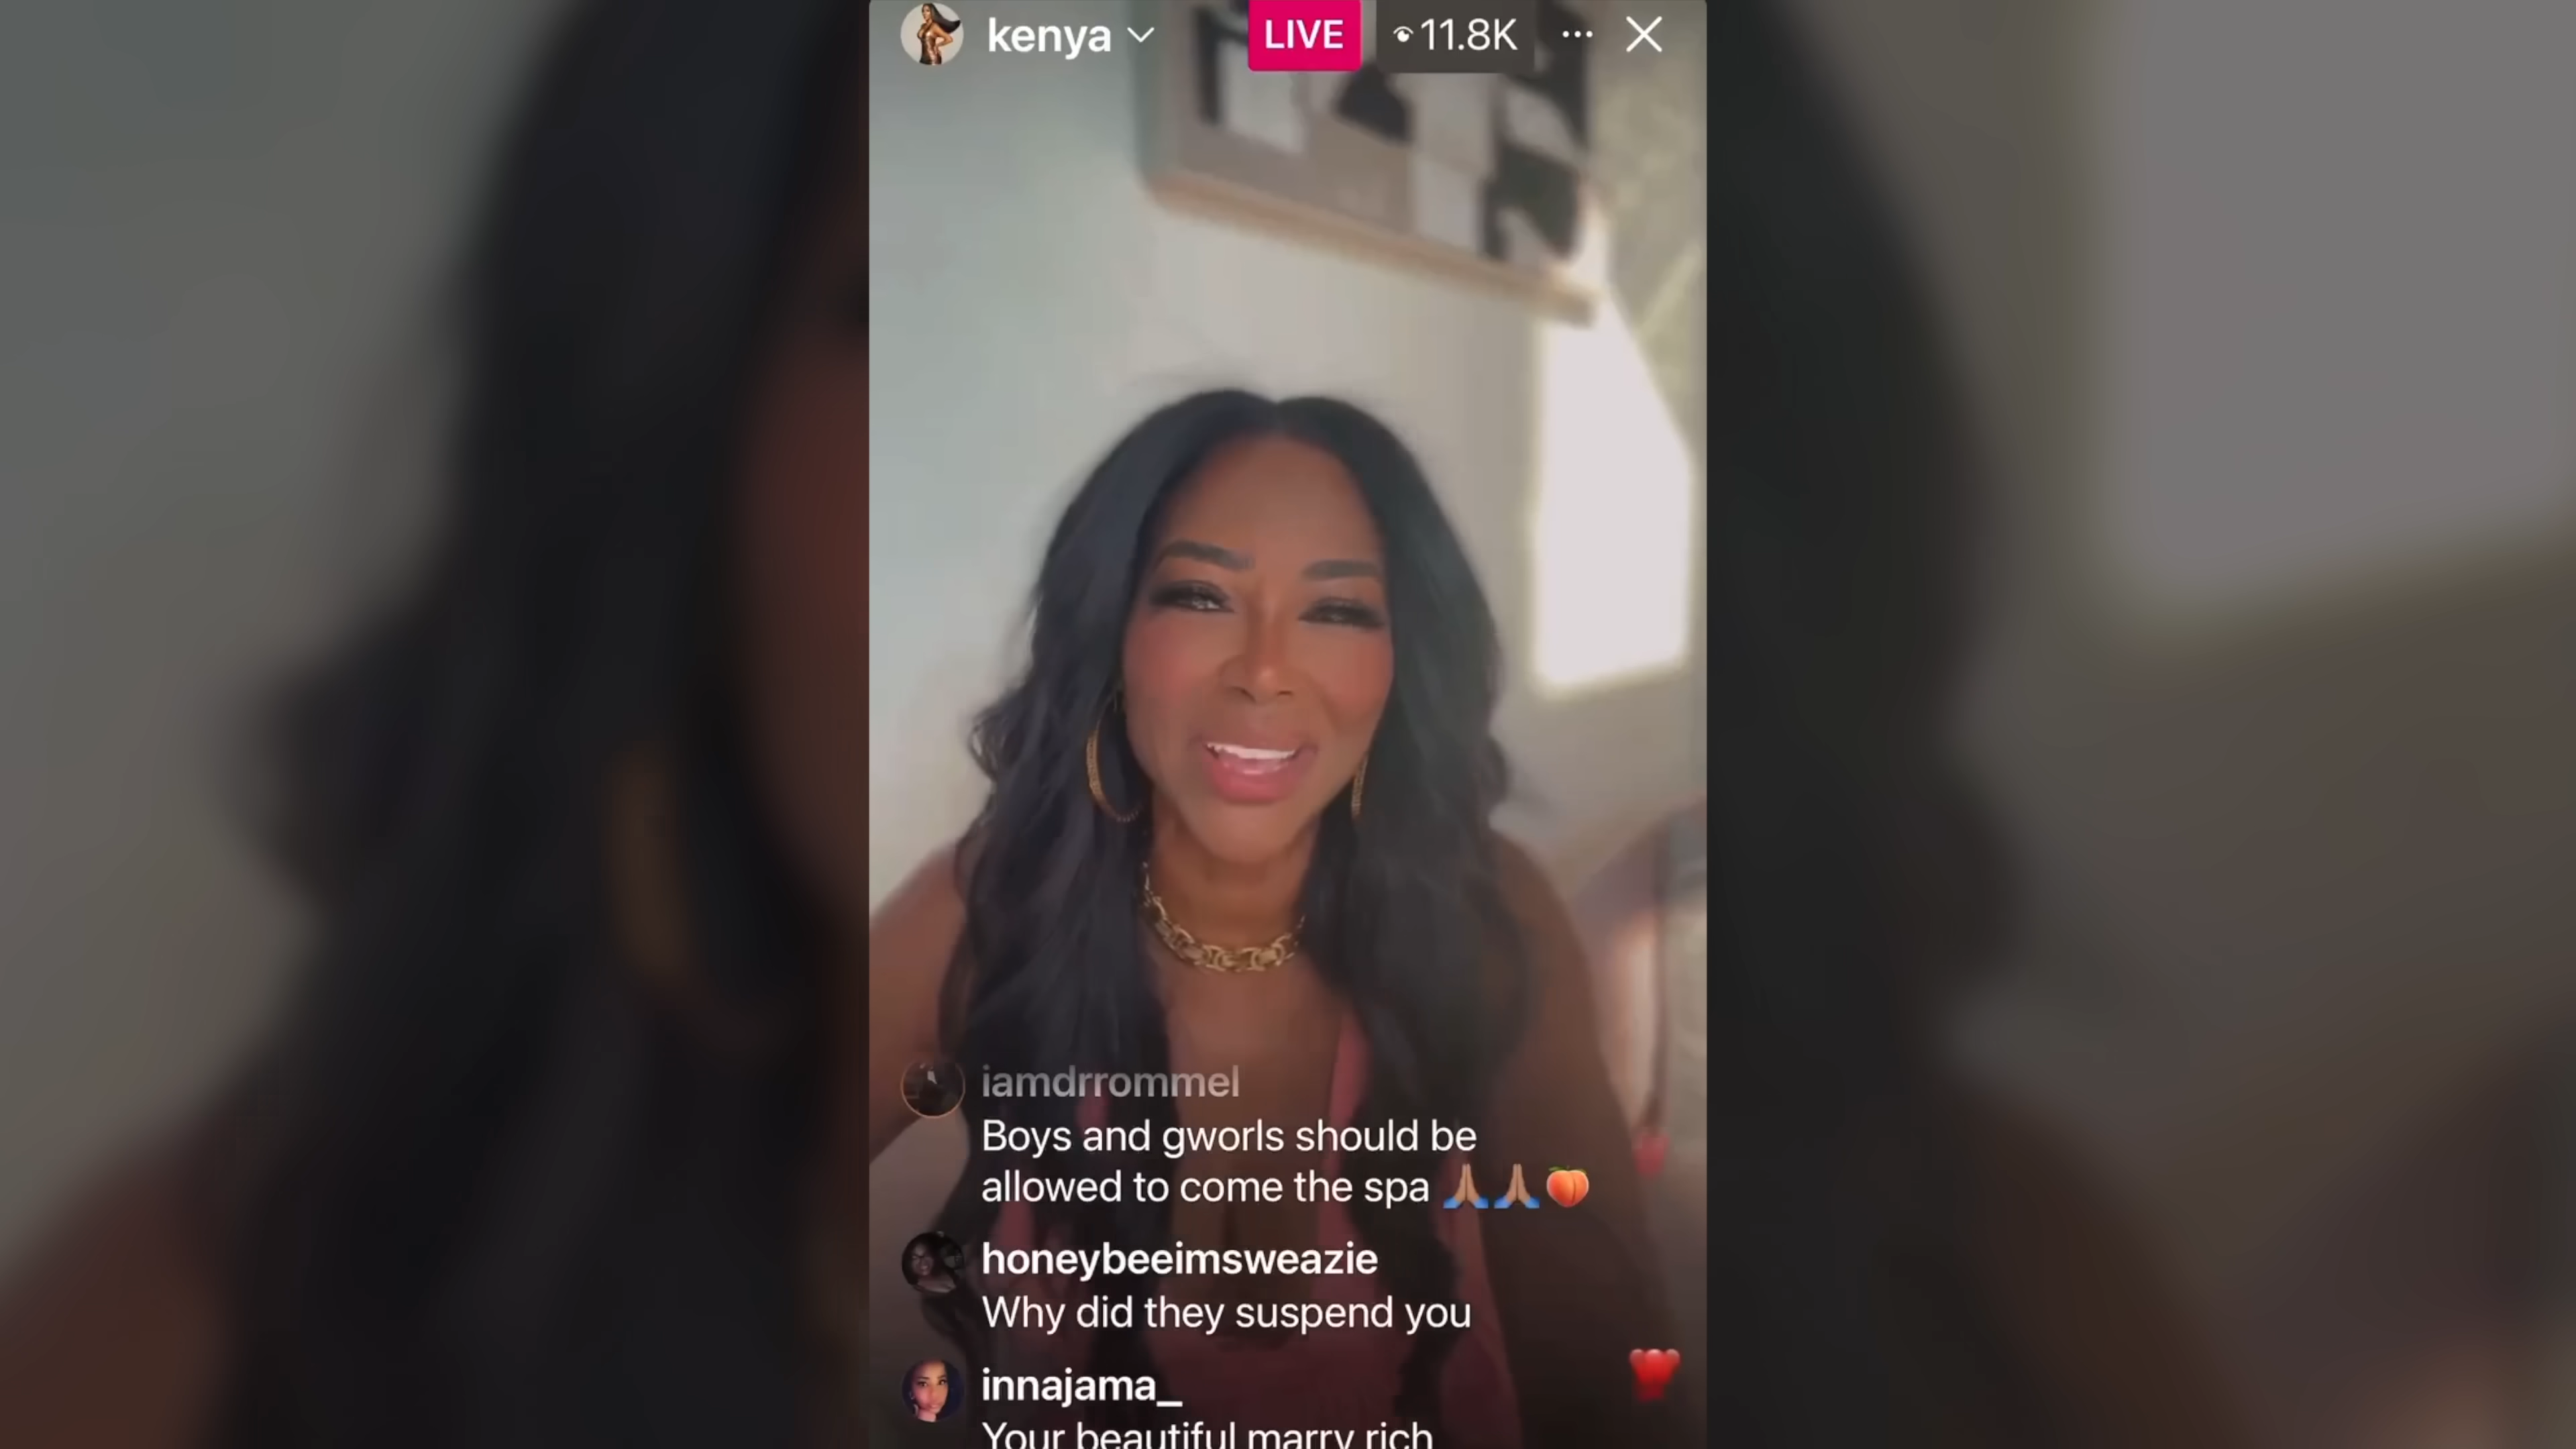 kenya
LIVE
11.8K
iamdrrommel
Boys and gworls should be
allowed to come the spa 🙏🏽🙏🏽🍑
honeybeeimsweazie
Why did they suspend you
innajama_
Your beautiful marry rich